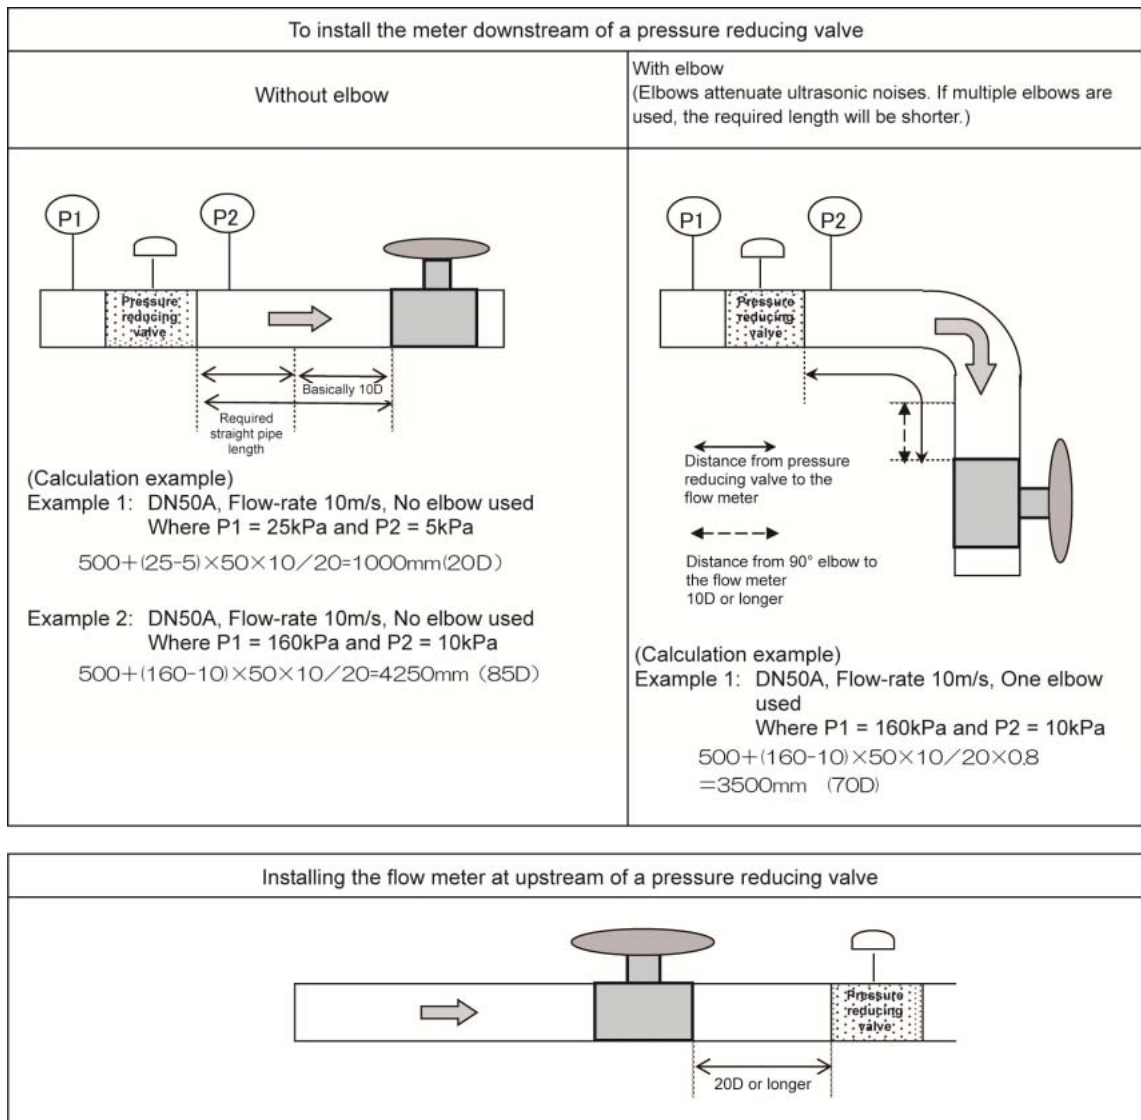 To install the meter downstream of a pressure reducing valve
Without elbow
With elbow
(Elbows attenuate ultrasonic noises. If multiple elbows are
used, the required length will be shorter.)
P1
P2
Pressure
reducing
valve
Basically 10D
Required
straight pipe
length
(Calculation example)
Example 1: DN50A, Flow-rate 10m/s, No elbow used
Where P1 = 25kPa and P2 = 5kPa
500+(25-5)×50×10/20=1000mm(20D)
Example 2: DN50A, Flow-rate 10m/s, No elbow used
Where P1 = 160kPa and P2 = 10kPa
500+(160-10)×50×10/20=4250mm (85D)
P1
P2
Pressure
reducing
valve
Distance from pressure
reducing valve to the
flow meter
Distance from 90° elbow to
the flow meter
10D or longer
(Calculation example)
Example 1: DN50A, Flow-rate 10m/s, One elbow
used
Where P1 = 160kPa and P2 = 10kPa
500+(160-10)×50×10/20×0.8
=3500mm (70D)
Installing the flow meter at upstream of a pressure reducing valve
Pressure
reducing
valve
20D or longer